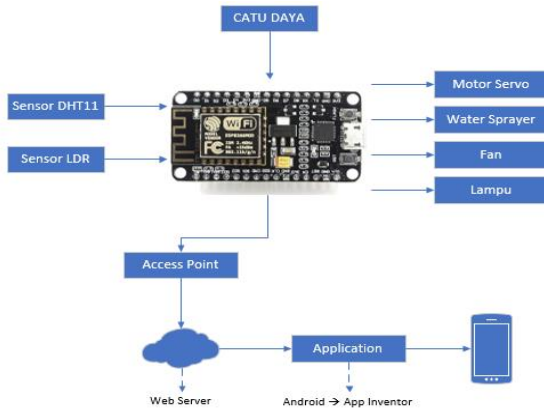 CATU DAYA
Sensor DHT11
Sensor LDR
WiFi
Motor Servo
Water Sprayer
Fan
Lampu
Access Point
Application
Web Server
Android → App Inventor